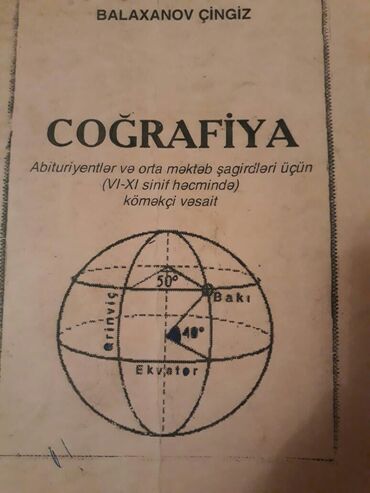 BALAXANOV ÇİNGİZ
COĞRAFİYA
Abituriyentlər və orta məktəb şagirdləri üçün
(VI-XI sinif həcmində)
köməkçi vəsait
50°
Bakı
Qrinviç
40°
Ekvator